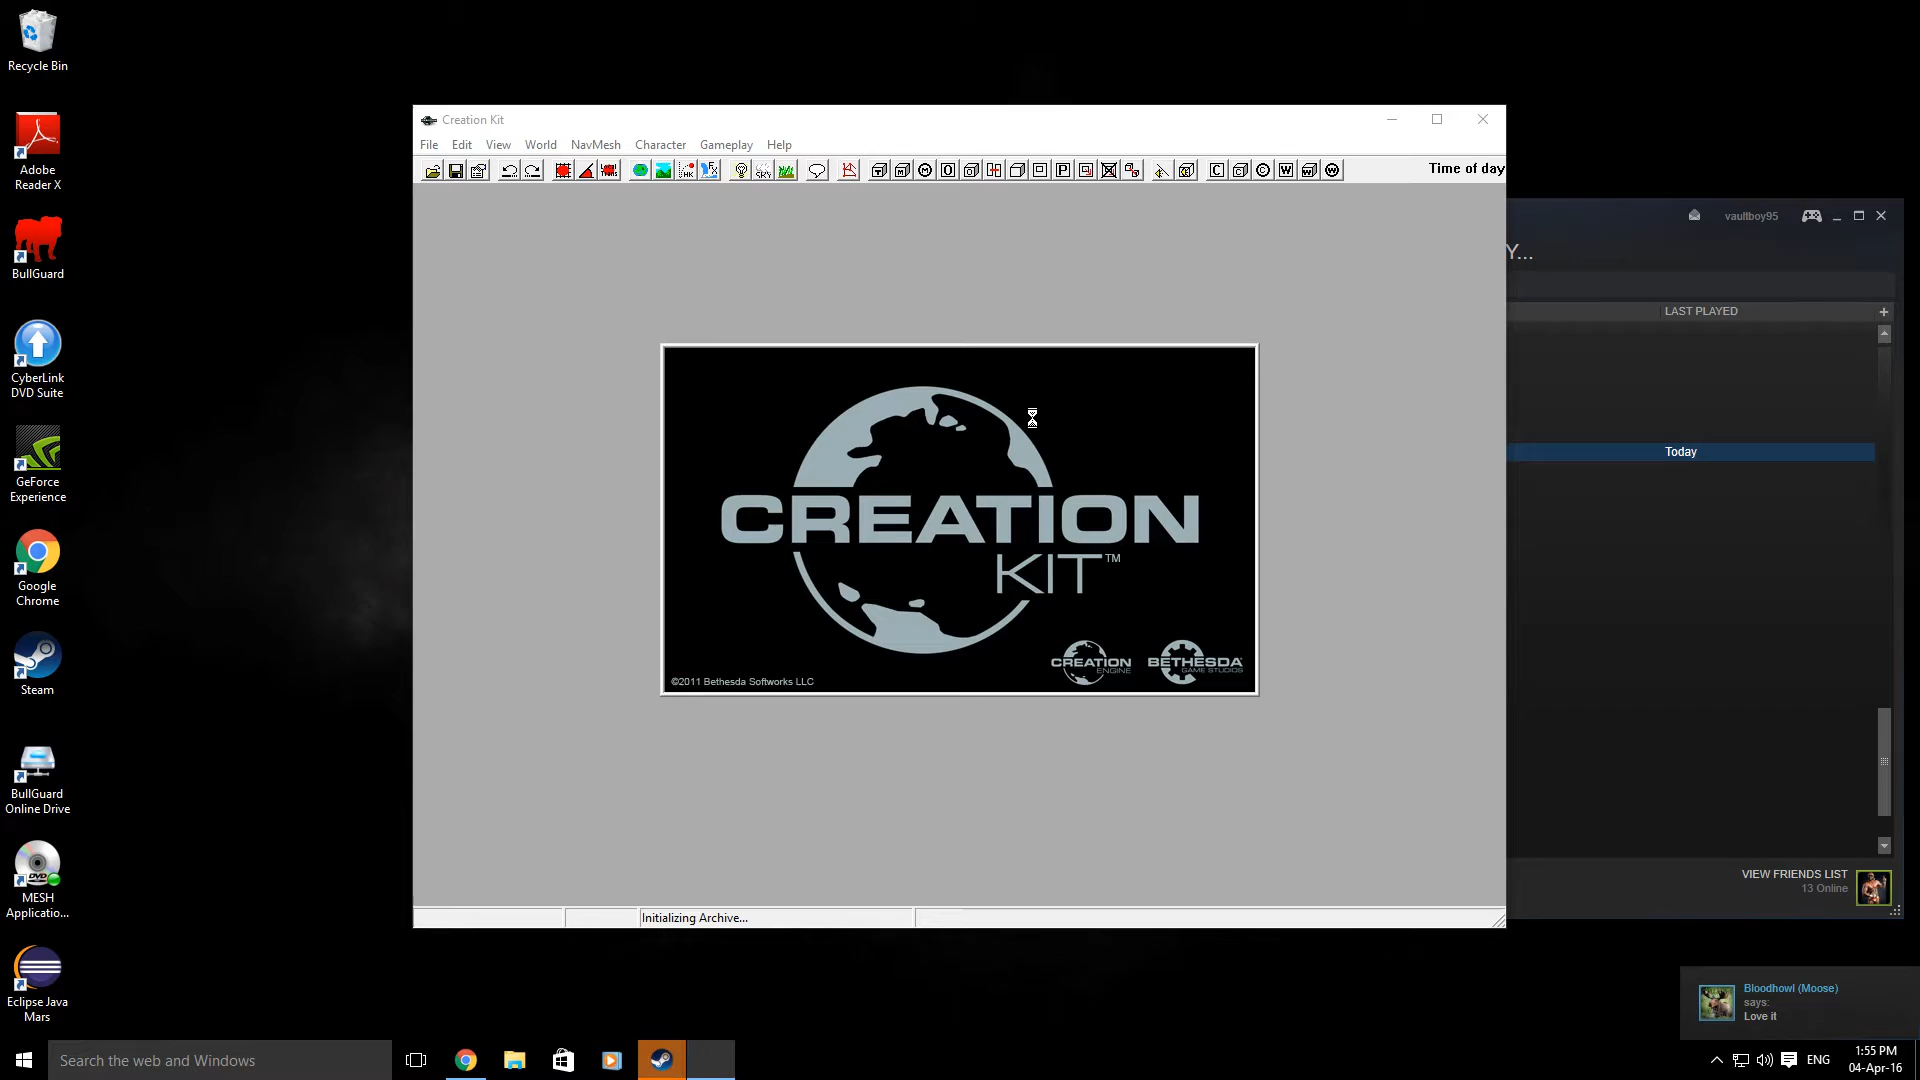 Recycle Bin
Adobe
Reader X
BullGuard
CyberLink
DVD Suite
GeForce
Experience
Google
Chrome
Steam
BullGuard
Online Drive
MESH
Applicatio...
Eclipse Java
Mars
Creation Kit
File Edit View World NavMesh Character Gameplay Help
Time of day
CREATION
KIT™
CREATION
ENGINE
BETHESDA
GAME STUDIOS
©2011 Bethesda Softworks LLC
Initializing Archive...
vaultboy95
Y...
LAST PLAYED
Today
VIEW FRIENDS LIST
13 Online
Bloodhowl (Moose)
says:
Love it
Search the web and Windows
ENG
1:55 PM
04-Apr-16